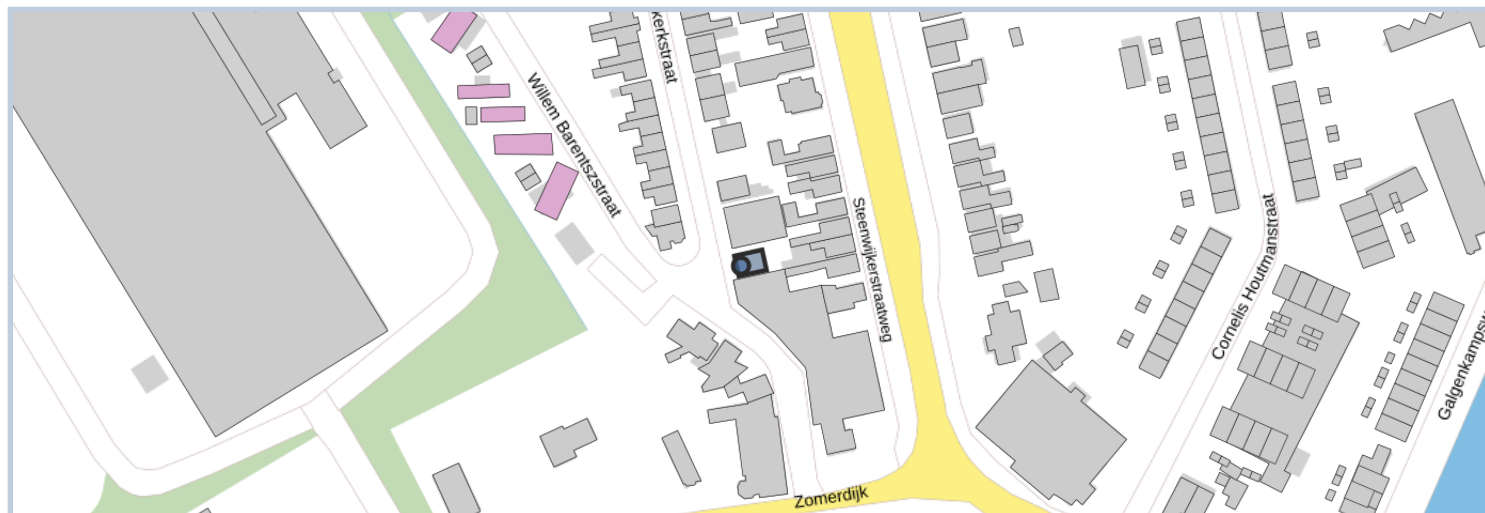 kerkstraat
Willem Barentszstraat
Steenwijkerstraatweg
Cornelis Houtmanstraat
Galgenkampsw
Zomerdijk